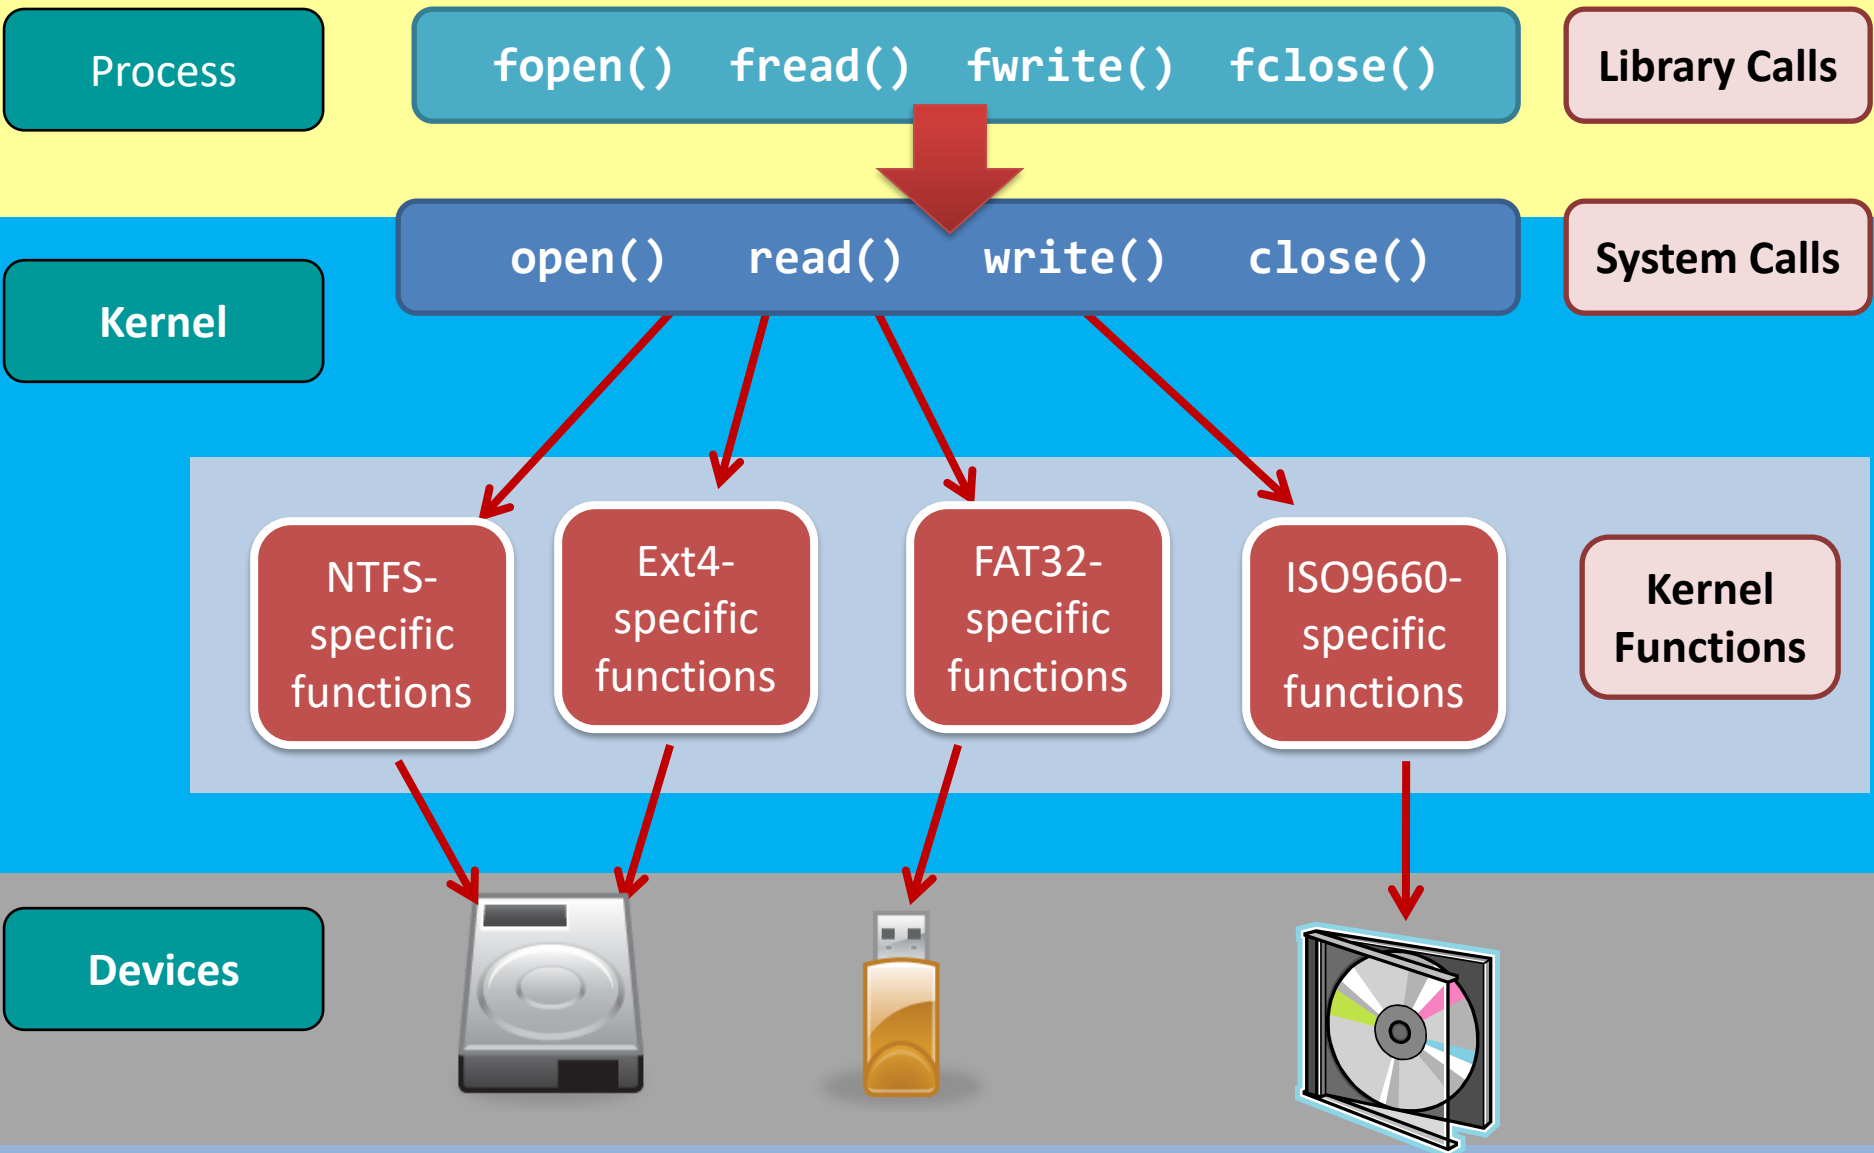 Process
fopen() fread() fwrite() fclose()
Library Calls
open() read() write() close()
System Calls
Kernel
NTFS-
specific
functions
Ext4-
specific
functions
FAT32-
specific
functions
ISO9660-
specific
functions
Kernel
Functions
Devices